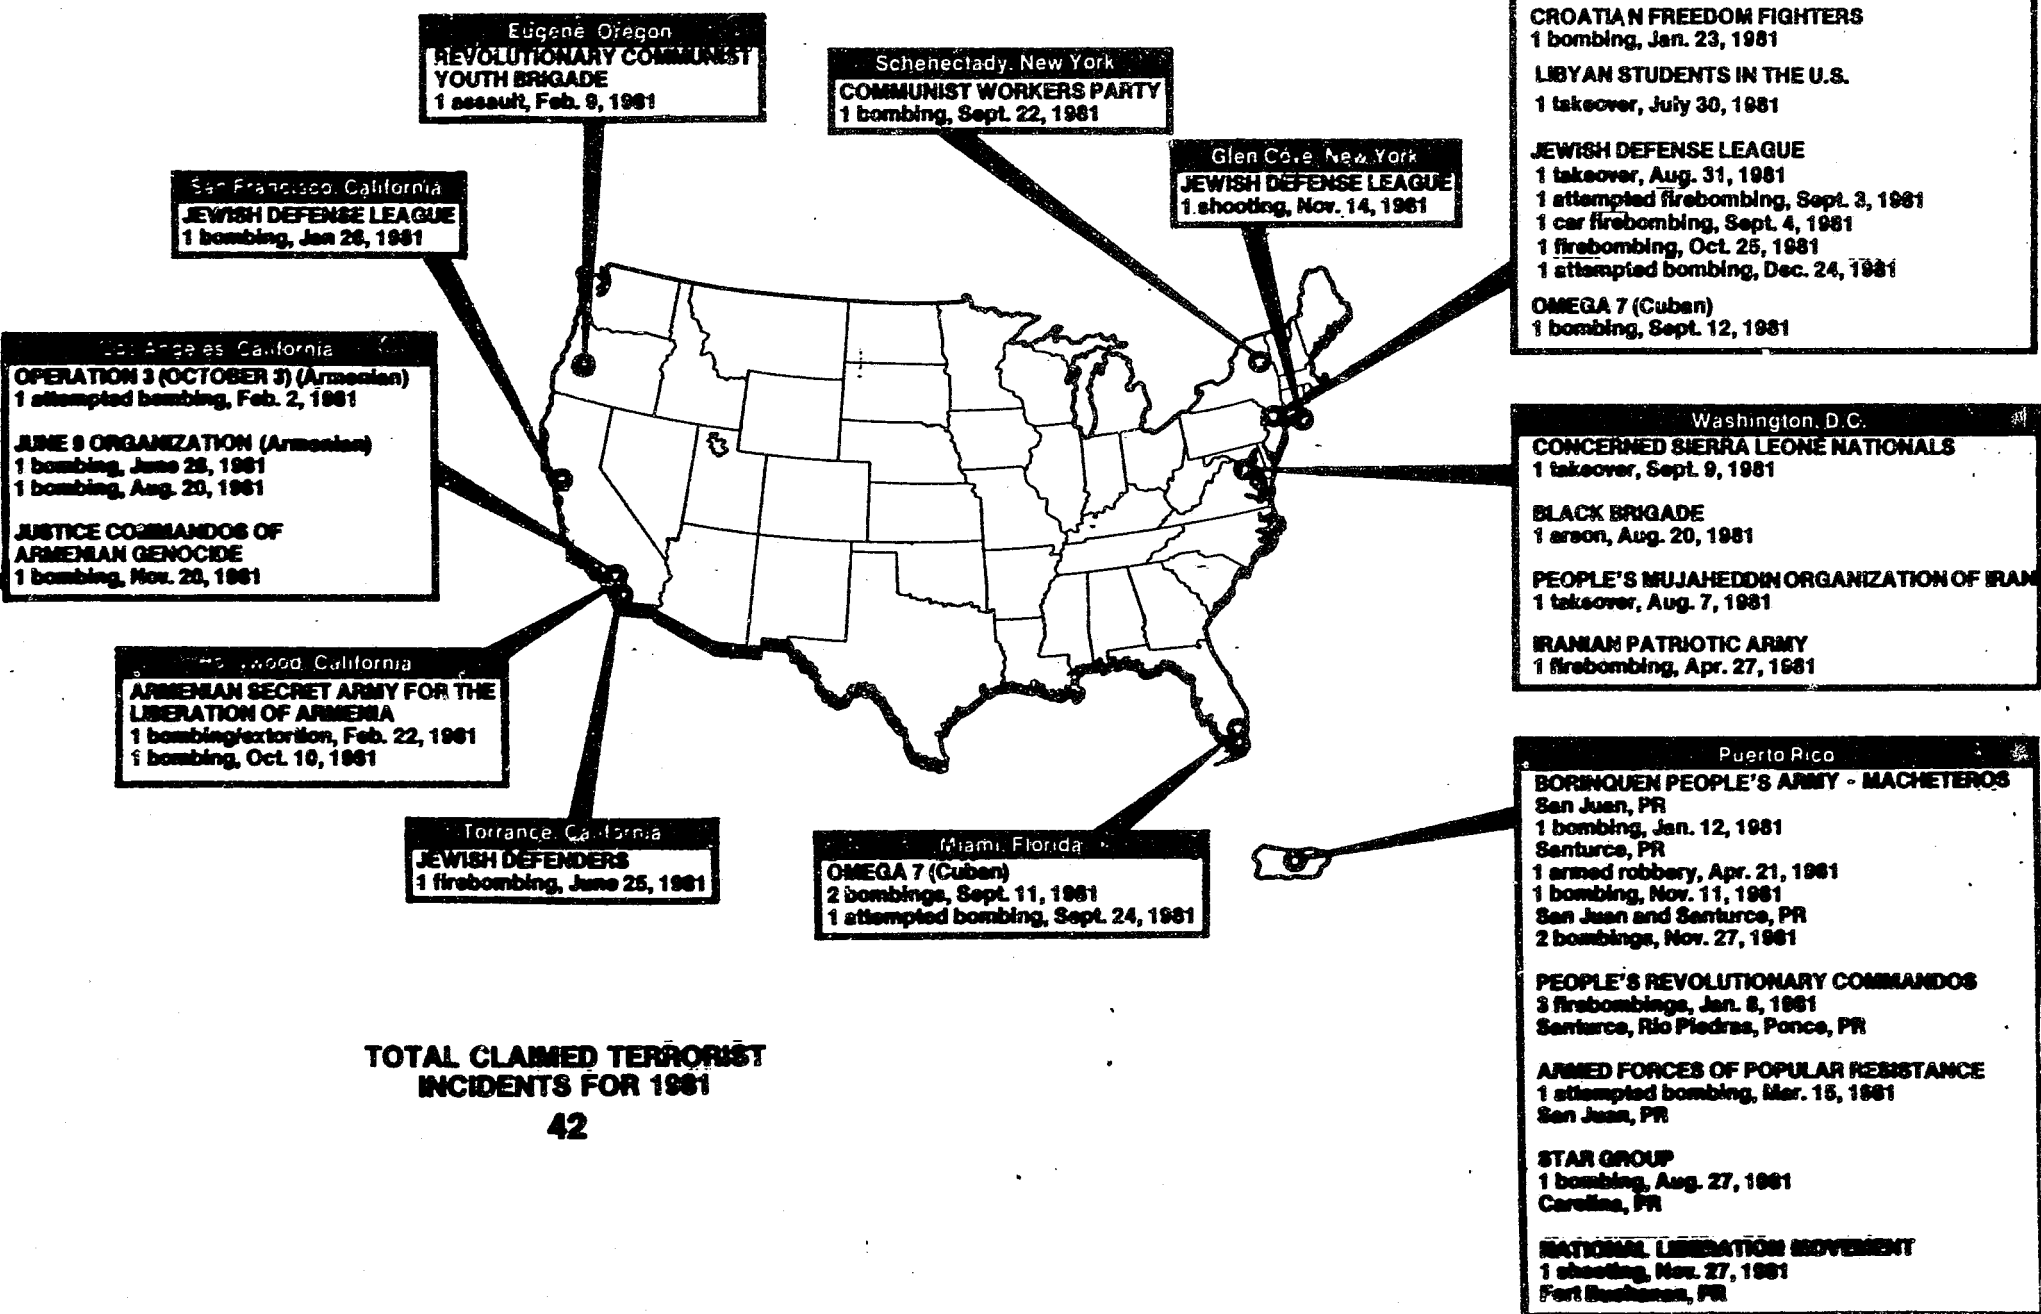 Eugene, Oregon
REVOLUTIONARY COMMUNIST
YOUTH BRIGADE
1 assault, Feb. 9, 1981
Schenectady, New York
COMMUNIST WORKERS PARTY
1 bombing, Sept. 22, 1981
Glen Cove, New York
JEWISH DEFENSE LEAGUE
1 shooting, Nov. 14, 1981
CROATIAN FREEDOM FIGHTERS
1 bombing, Jan. 23, 1981
LIBYAN STUDENTS IN THE U.S.
1 takeover, July 30, 1981
JEWISH DEFENSE LEAGUE
1 takeover, Aug. 31, 1981
1 attempted firebombing, Sept. 3, 1981
1 car firebombing, Sept. 4, 1981
1 firebombing, Oct. 25, 1981
1 attempted bombing, Dec. 24, 1981
OMEGA 7 (Cuban)
1 bombing, Sept. 12, 1981
San Francisco, California
JEWISH DEFENSE LEAGUE
1 bombing, Jan 26, 1981
Los Angeles, California
OPERATION 3 (OCTOBER 3) (Armenian)
1 attempted bombing, Feb. 2, 1981
JUNE 9 ORGANIZATION (Armenian)
1 bombing, June 26, 1981
1 bombing, Aug. 20, 1981
JUSTICE COMMANDOS OF
ARMENIAN GENOCIDE
1 bombing, Nov. 20, 1981
Hollywood, California
ARMENIAN SECRET ARMY FOR THE
LIBERATION OF ARMENIA
1 bombing/extortion, Feb. 22, 1981
1 bombing, Oct. 10, 1981
Torrance, California
JEWISH DEFENDERS
1 firebombing, June 25, 1981
Miami, Florida
OMEGA 7 (Cuban)
2 bombings, Sept. 11, 1981
1 attempted bombing, Sept. 24, 1981
Washington, D.C.
CONCERNED SIERRA LEONE NATIONALS
1 takeover, Sept. 9, 1981
BLACK BRIGADE
1 arson, Aug. 20, 1981
PEOPLE'S MUJAHEDDIN ORGANIZATION OF IRAN
1 takeover, Aug. 7, 1981
IRANIAN PATRIOTIC ARMY
1 firebombing, Apr. 27, 1981
Puerto Rico
BORINQUEN PEOPLE'S ARMY - MACHETEROS
San Juan, PR
1 bombing, Jan. 12, 1981
Santurce, PR
1 armed robbery, Apr. 21, 1981
1 bombing, Nov. 11, 1981
San Juan and Santurce, PR
2 bombings, Nov. 27, 1981
PEOPLE'S REVOLUTIONARY COMMANDOS
3 firebombings, Jan. 8, 1981
Santurce, Rio Piedras, Ponce, PR
ARMED FORCES OF POPULAR RESISTANCE
1 attempted bombing, Mar. 15, 1981
San Juan, PR
STAR GROUP
1 bombing, Aug. 27, 1981
Carolina, PR
NATIONAL LIBERATION MOVEMENT
1 shooting, Nov. 27, 1981
Fort Buchanan, PR
TOTAL CLAIMED TERRORIST
INCIDENTS FOR 1981
42